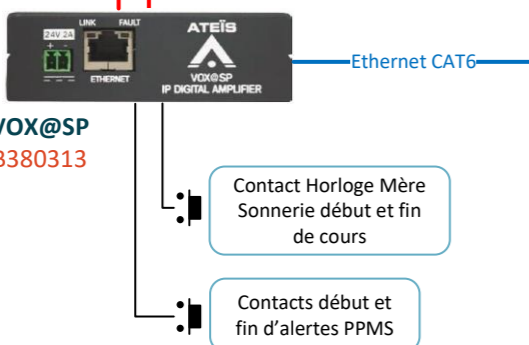 LINK FAULT
24V 2A
+ -
ETHERNET
ATEÏS
VOX@SP
IP DIGITAL AMPLIFIER
Ethernet CAT6
VOX@SP
3380313
Contact Horloge Mère
Sonnerie début et fin
de cours
Contacts début et
fin d'alertes PPMS